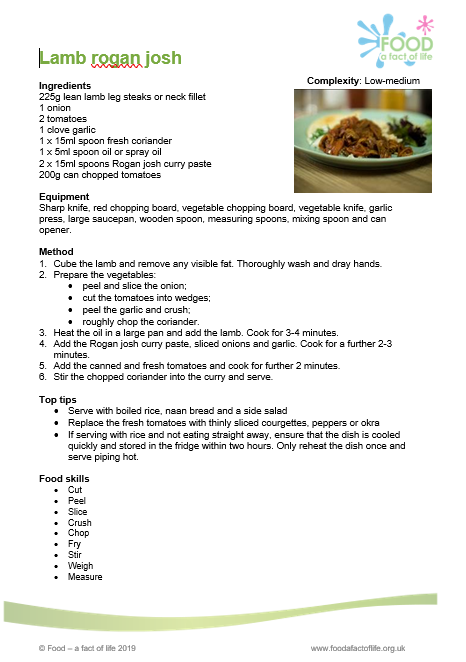 FOOD
a fact of life
Lamb rogan josh
Complexity: Low-medium
Ingredients
225g lean lamb leg steaks or neck fillet
1 onion
2 tomatoes
1 clove garlic
1 x 15ml spoon fresh coriander
1 x 5ml spoon oil or spray oil
2 x 15ml spoons Rogan josh curry paste
200g can chopped tomatoes
Equipment
Sharp knife, red chopping board, vegetable chopping board, vegetable knife, garlic
press, large saucepan, wooden spoon, measuring spoons, mixing spoon and can
opener.
Method
1. Cube the lamb and remove any visible fat. Thoroughly wash and dray hands.
2. Prepare the vegetables:
• peel and slice the onion;
• cut the tomatoes into wedges;
• peel the garlic and crush;
• roughly chop the coriander.
3. Heat the oil in a large pan and add the lamb. Cook for 3-4 minutes.
4. Add the Rogan josh curry paste, sliced onions and garlic. Cook for a further 2-3
minutes.
5. Add the canned and fresh tomatoes and cook for further 2 minutes.
6. Stir the chopped coriander into the curry and serve.
Top tips
• Serve with boiled rice, naan bread and a side salad
• Replace the fresh tomatoes with thinly sliced courgettes, peppers or okra
• If serving with rice and not eating straight away, ensure that the dish is cooled
quickly and stored in the fridge within two hours. Only reheat the dish once and
serve piping hot.
Food skills
• Cut
• Peel
• Slice
• Crush
• Chop
• Fry
• Stir
• Weigh
• Measure
© Food – a fact of life 2019
www.foodafactoflife.org.uk